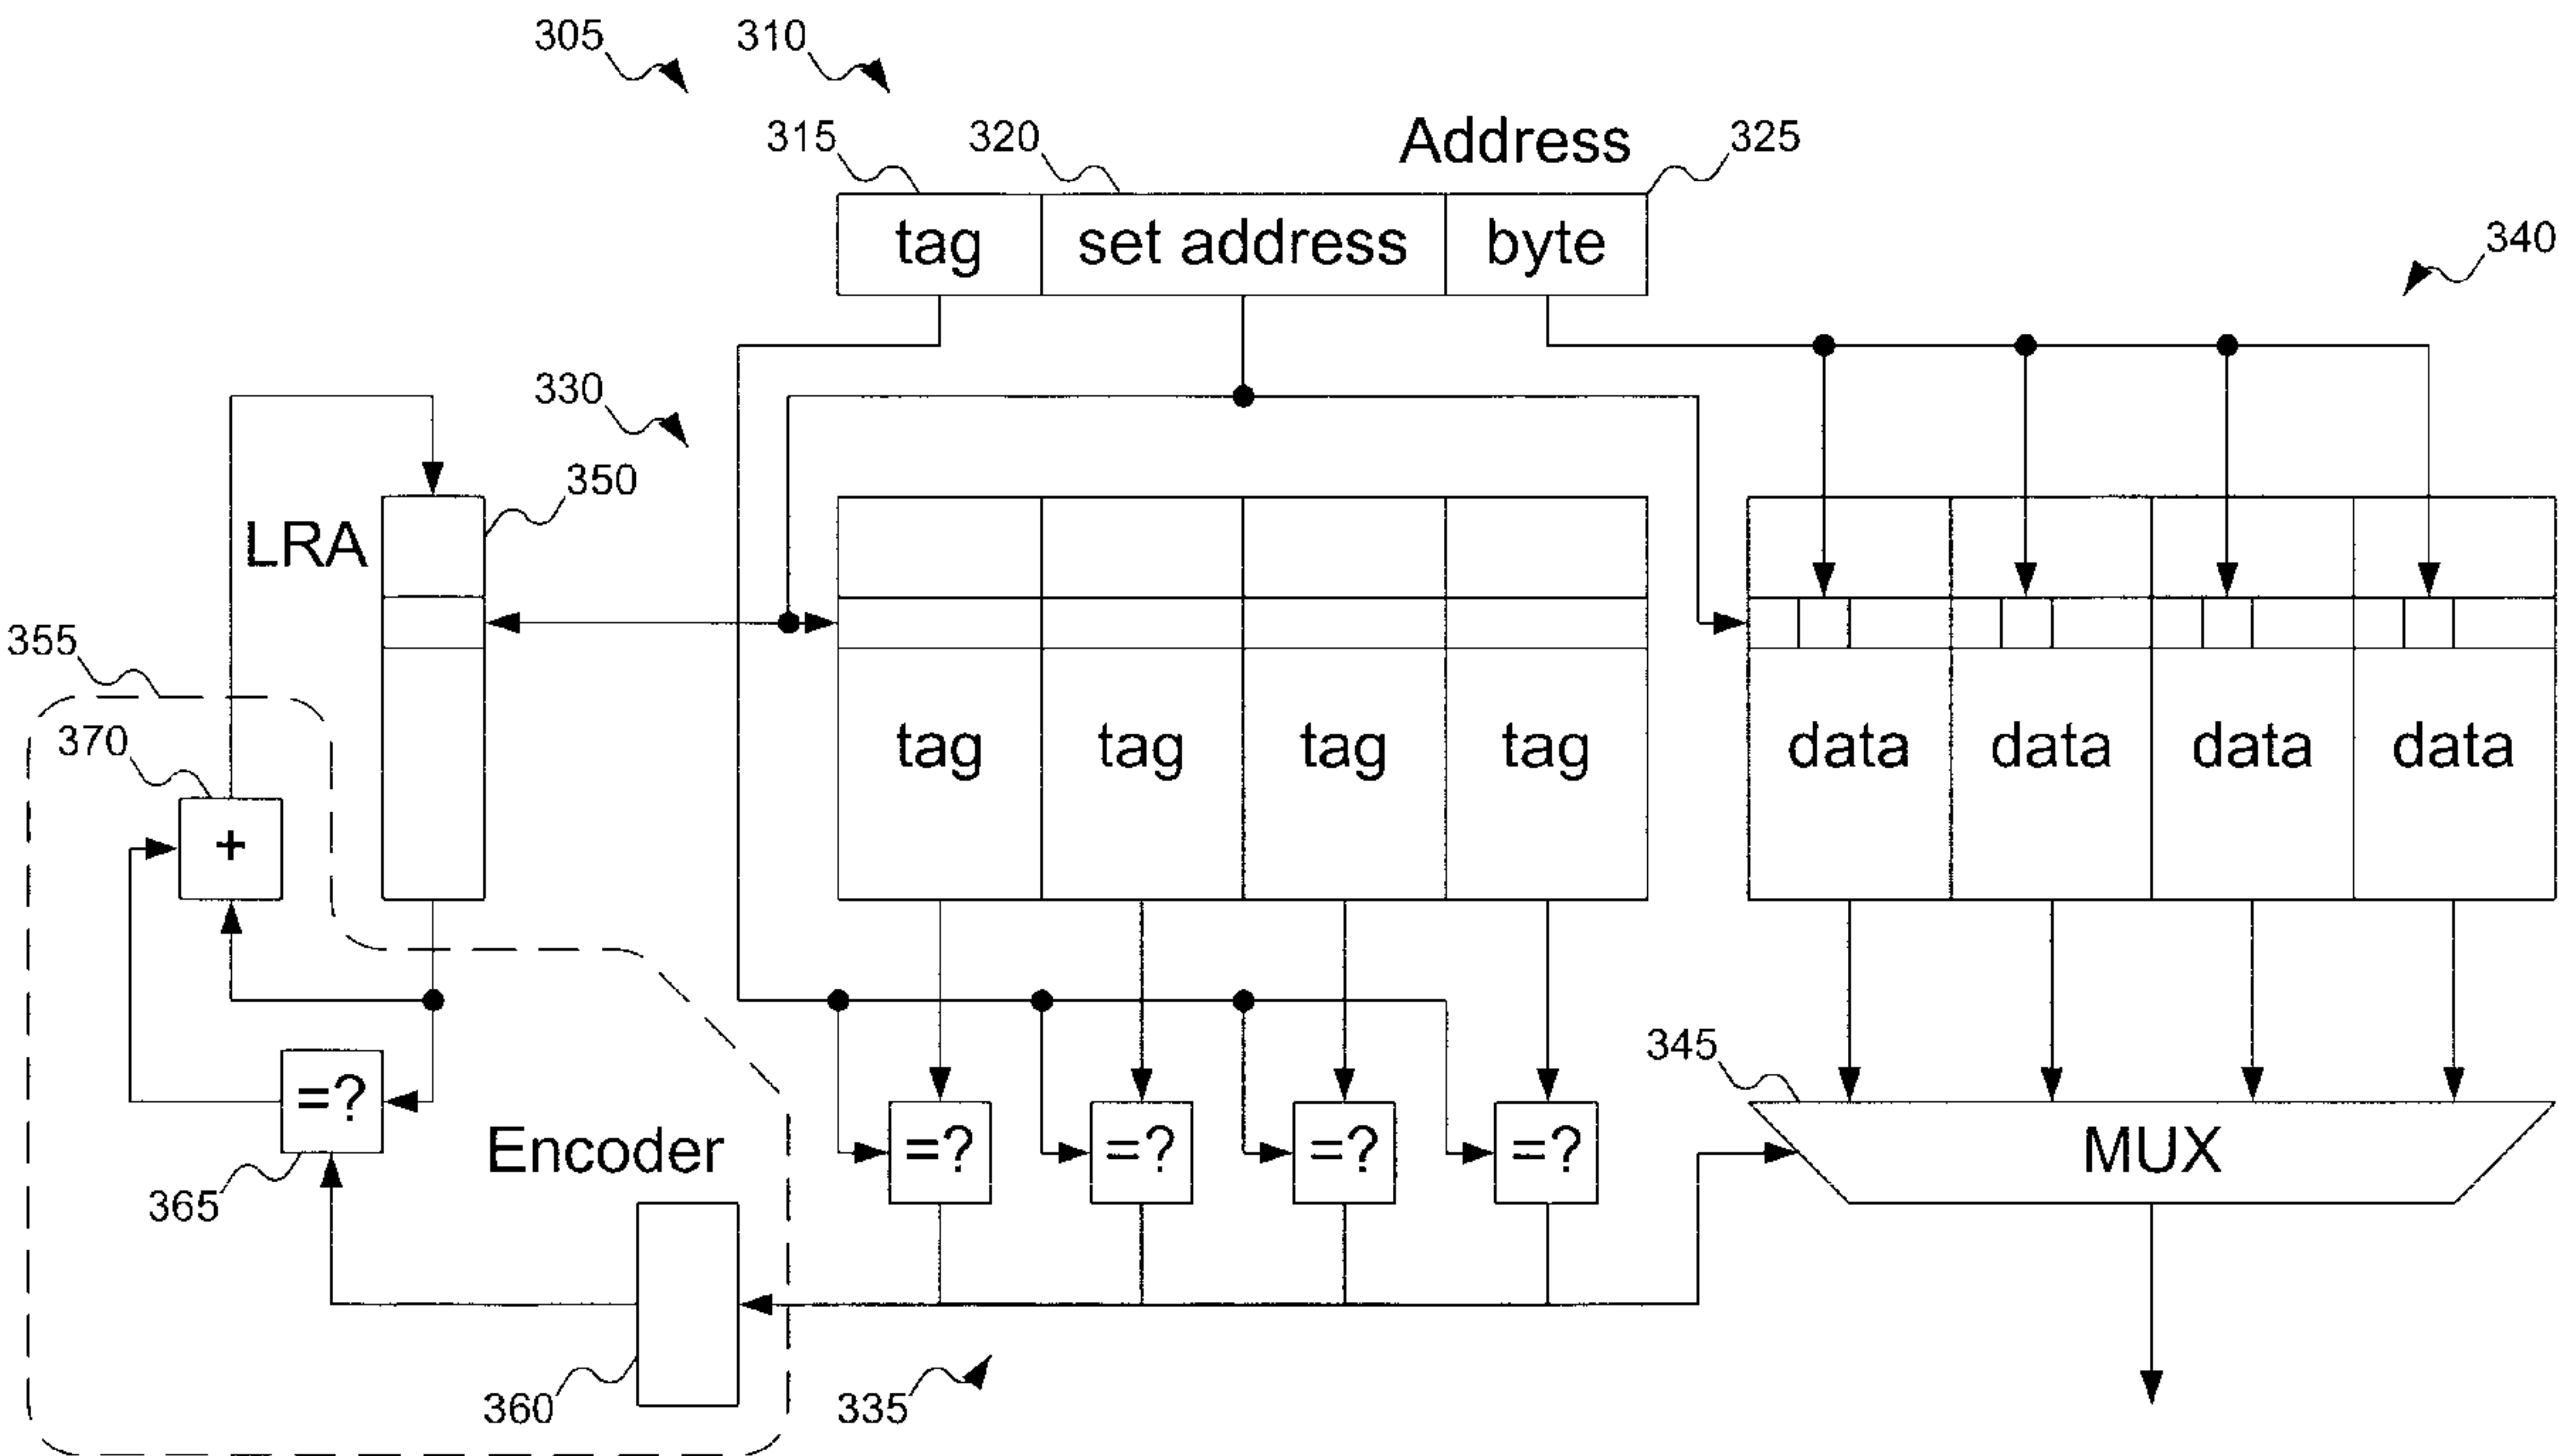 305 310
315 320 Address 325
tag set address byte
340
330
350
LRA
355
370
tag tag tag tag data data data data
+
345
=?
Encoder =? =? =? =? MUX
365
360 335